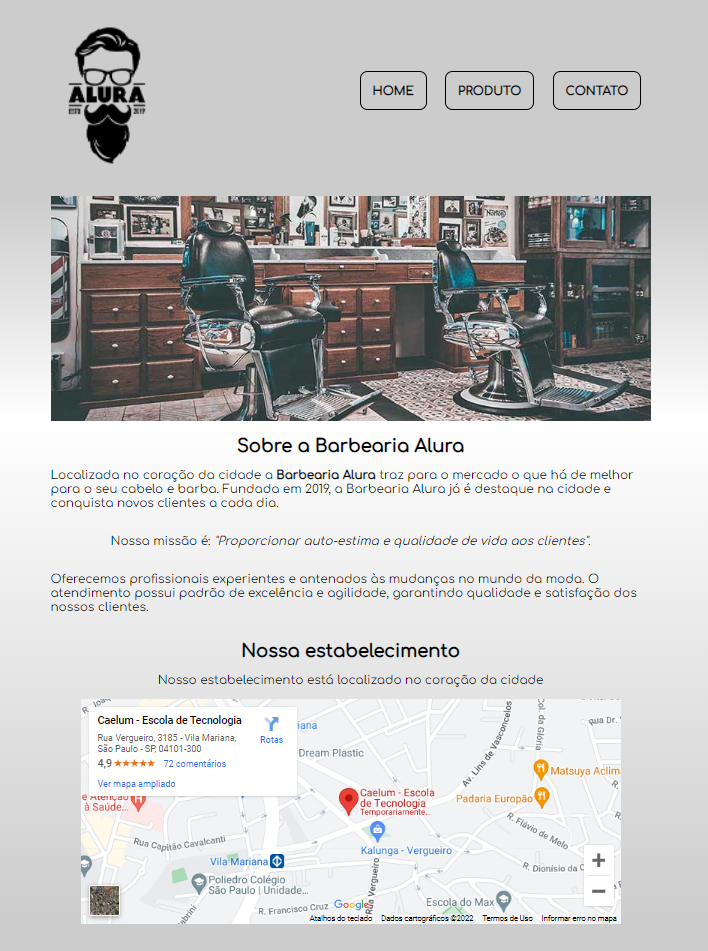 ALURA
ESTD 2019
HOME
PRODUTO
CONTATO
Sobre a Barbearia Alura
Localizada no coração da cidade a Barbearia Alura traz para o mercado o que há de melhor
para o seu cabelo e barba. Fundada em 2019, a Barbearia Alura já é destaque na cidade e
conquista novos clientes a cada dia.
Nossa missão é: "Proporcionar auto-estima e qualidade de vida aos clientes".
Oferecemos profissionais experientes e antenados às mudanças no mundo da moda. O
atendimento possui padrão de excelência e agilidade, garantindo qualidade e satisfação dos
nossos clientes.
Nossa estabelecimento
Nosso estabelecimento está localizado no coração da cidade
Caelum - Escola de Tecnologia
Rua Vergueiro, 3185 - Vila Mariana,
São Paulo - SP, 04101-300
4,9 ★★★★★ 72 comentários
Ver mapa ampliado
Rotas
Dream Plastic
Av. Lins de Vasconcelos
Col. da Glória
qua Dr.
Matsuya Aclim
Padaria Europão
Caelum - Escola
de Tecnologia
Temporariamente...
e Atenção
à Saúde...
Rua Capitão Cavalcanti
Kalunga - Vergueiro
R. Flávio de Melo
Vila Mariana
R. Dionísio da
Poliedro Colégio
São Paulo | Unidade...
Rua Vergueiro
Escola do Max
R. Francisco Cruz
Google
Atalhos do teclado
Dados cartográficos ©2022
Termos de Uso
Informar erro no mapa